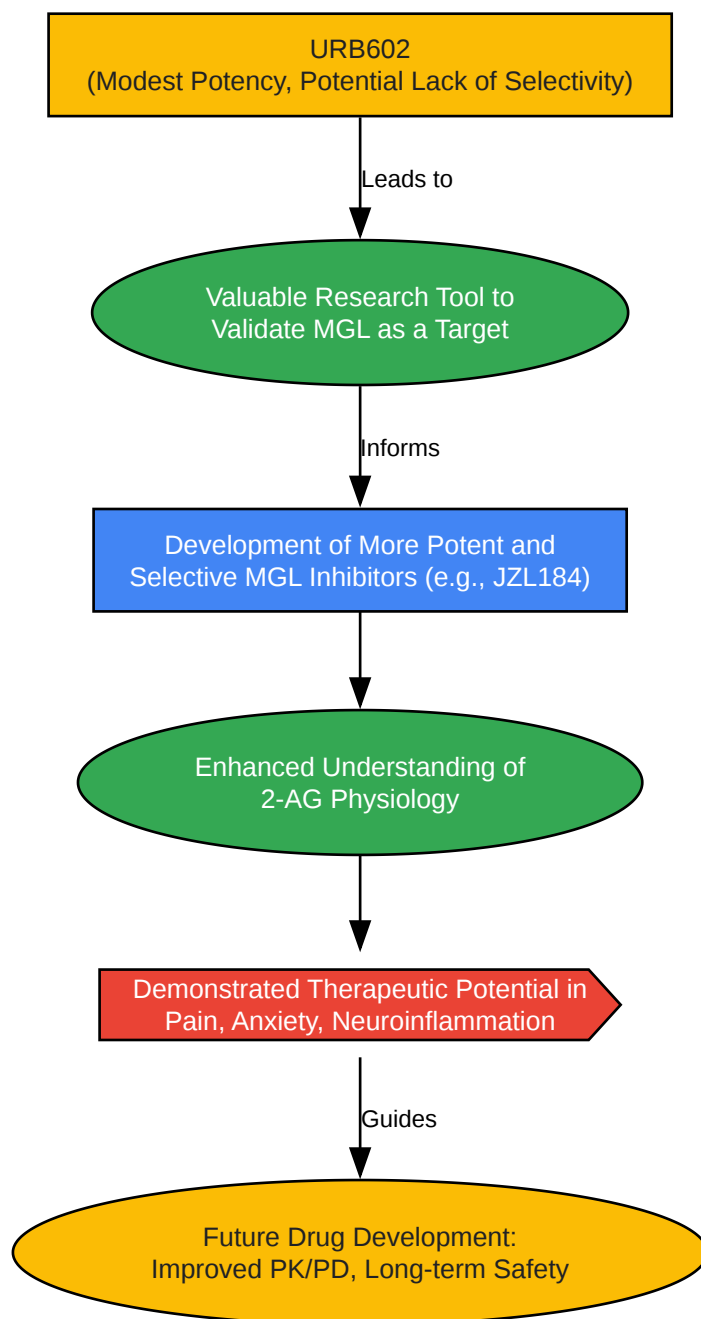 URB602
(Modest Potency, Potential Lack of Selectivity)
Leads to
Valuable Research Tool to
Validate MGL as a Target
Informs
Development of More Potent and
Selective MGL Inhibitors (e.g., JZL184)
Enhanced Understanding of
2-AG Physiology
Demonstrated Therapeutic Potential in
Pain, Anxiety, Neuroinflammation
Guides
Future Drug Development:
Improved PK/PD, Long-term Safety